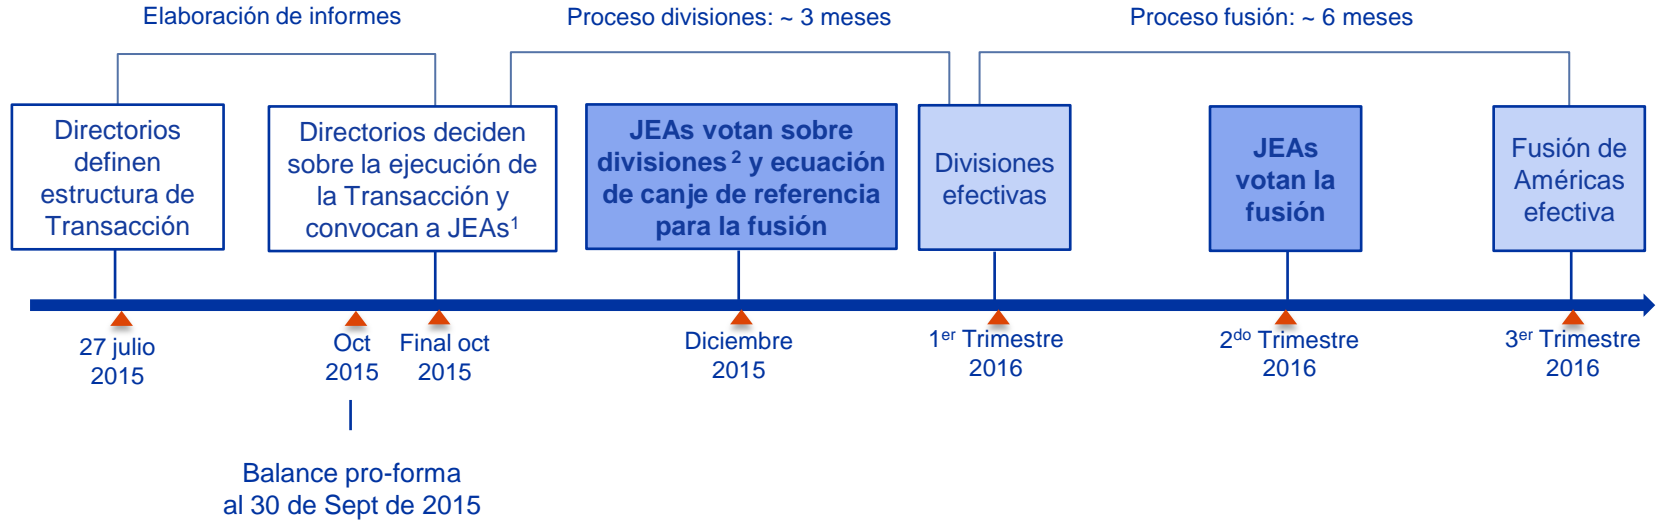 Elaboración de informes
Proceso divisiones: ~ 3 meses
Proceso fusión: ~ 6 meses
Directorios
definen
estructura de
Transacción
Directorios deciden
sobre la ejecución de
la Transacción y
convocan a JEAs¹
JEAs votan sobre
divisiones ² y ecuación
de canje de referencia
para la fusión
Divisiones
efectivas
JEAs
votan la
fusión
Fusión de
Américas
efectiva
27 julio
2015
Oct
2015
Final oct
2015
Diciembre
2015
1er Trimestre
2016
2do Trimestre
2016
3er Trimestre
2016
Balance pro-forma
al 30 de Sept de 2015